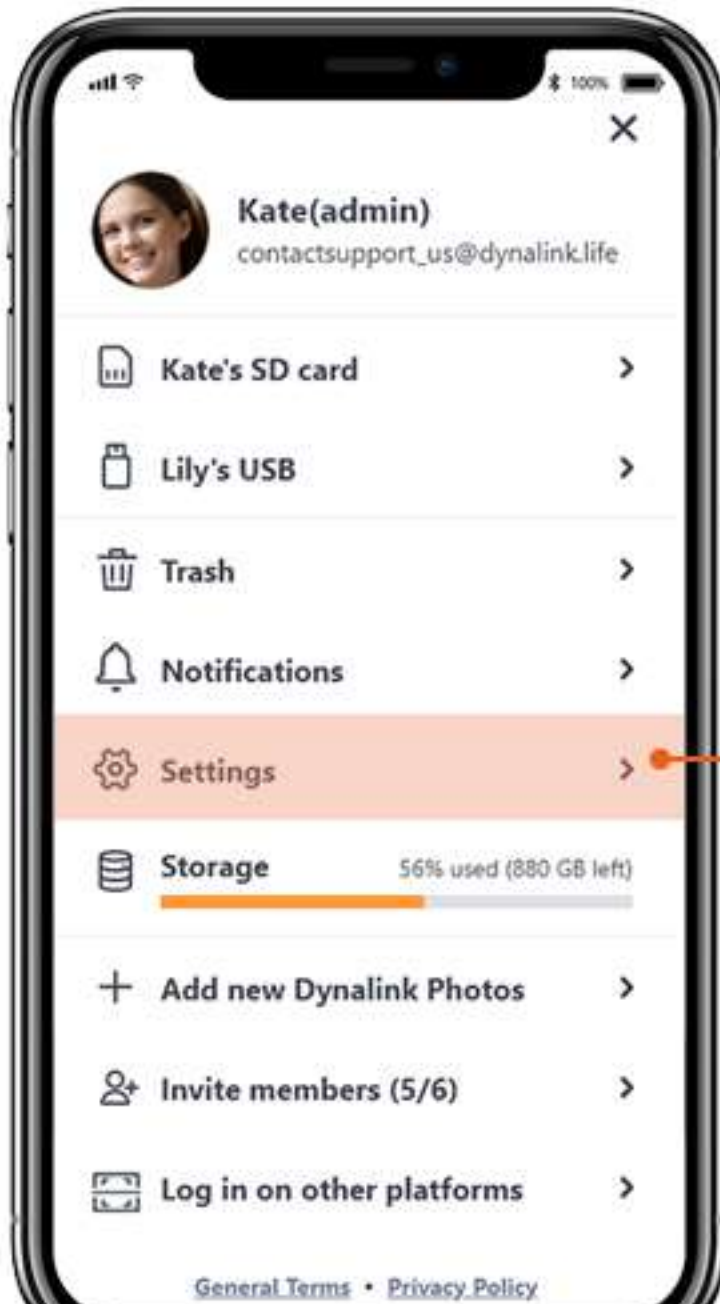 100%
Kate(admin)
contactsupport_us@dynalink.life
Kate's SD card
Lily's USB
Trash
Notifications
Settings
Storage 56% used (880 GB left)
Add new Dynalink Photos
Invite members (5/6)
Log in on other platforms
General Terms • Privacy Policy